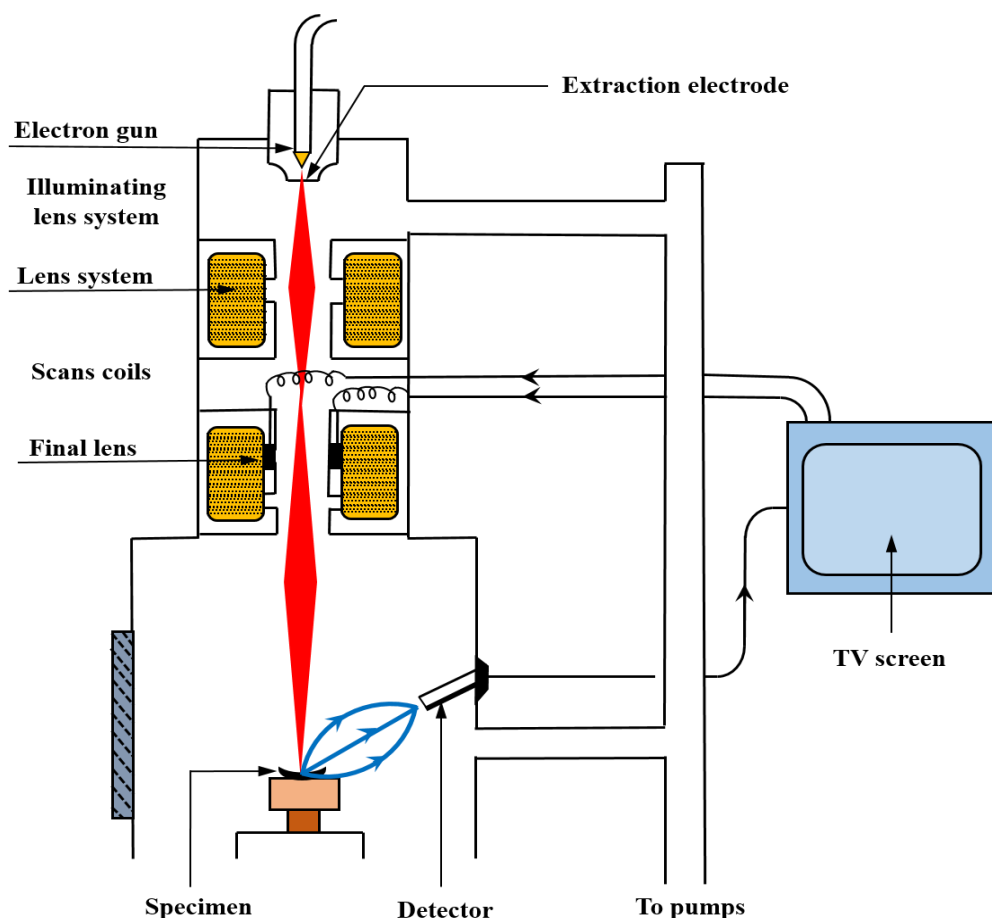 Extraction electrode
Electron gun
Illuminating
lens system
Lens system
Scans coils
Final lens
TV screen
Specimen
Detector
To pumps